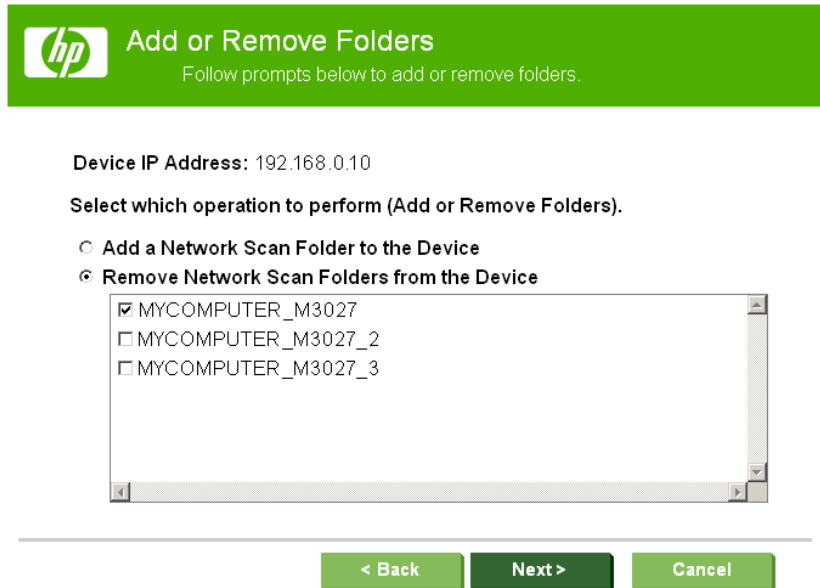 hp
Add or Remove Folders
Follow prompts below to add or remove folders.
Device IP Address: 192.168.0.10
Select which operation to perform (Add or Remove Folders).
Add a Network Scan Folder to the Device
Remove Network Scan Folders from the Device
MYCOMPUTER_M3027
MYCOMPUTER_M3027_2
MYCOMPUTER_M3027_3
< Back Next > Cancel